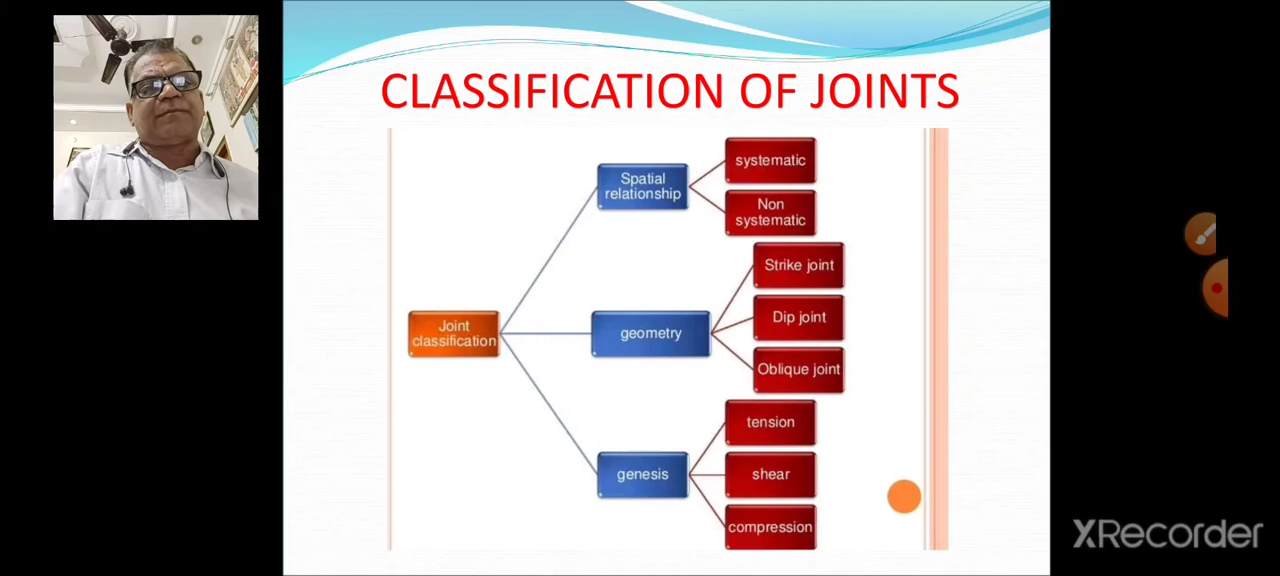 CLASSIFICATION OF JOINTS
Spatial
relationship
systematic
Non
systematic
Joint
classification
geometry
Strike joint
Dip joint
Oblique joint
genesis
tension
shear
compression
XRecorder